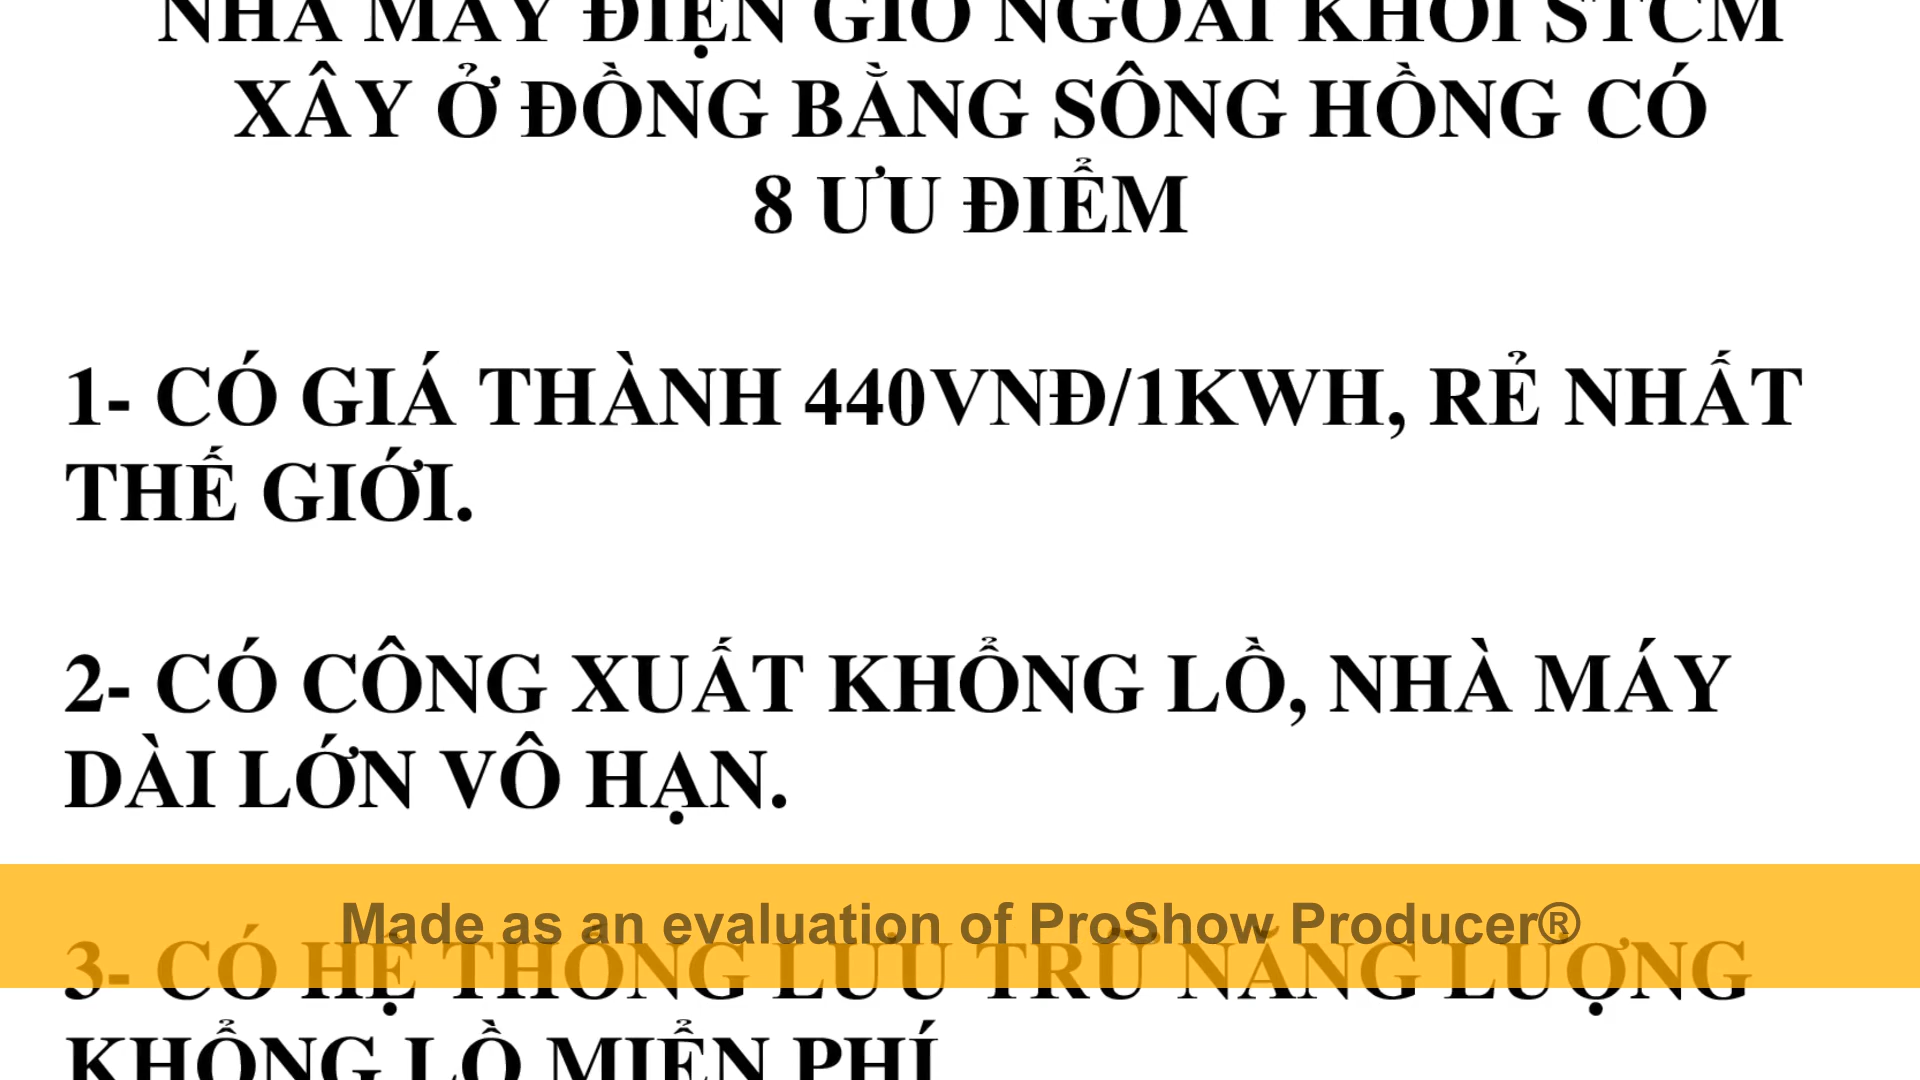 NHÀ MÁY ĐIỆN GIÓ NGOÀI KHƠI STCM
XÂY Ở ĐỒNG BẰNG SÔNG HỒNG CÓ
8 ƯU ĐIỂM
1- CÓ GIÁ THÀNH 440VNĐ/1KWH, RẺ NHẤT
THẾ GIỚI.
2- CÓ CÔNG XUẤT KHỔNG LỒ, NHÀ MÁY
DÀI LỚN VÔ HẠN.
Made as an evaluation of ProShow Producer®
3- CÓ HỆ THỐNG LƯU TRỮ NĂNG LƯỢNG
KHỔNG LỒ MIỂN PHÍ